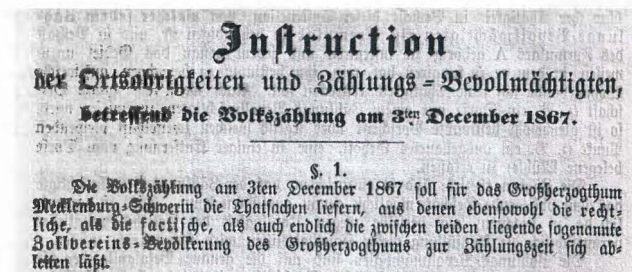 Instruction
der Ortsobrigkeiten und Zählungs-Bevollmächtigten,
betreffend die Volkszählung am 3ten December 1867.
§. 1.
Die Volkszählung am 3ten December 1867 soll für das Großherzogthum
Mecklenburg-Schwerin die Thatsachen liefern, aus denen ebensowohl die recht-
liche, als die factische, als auch endlich die zwischen beiden liegende sogenannte
Zollvereins-Bevölkerung des Großherzogthums zur Zählungszeit sich ab-
leiten läßt.